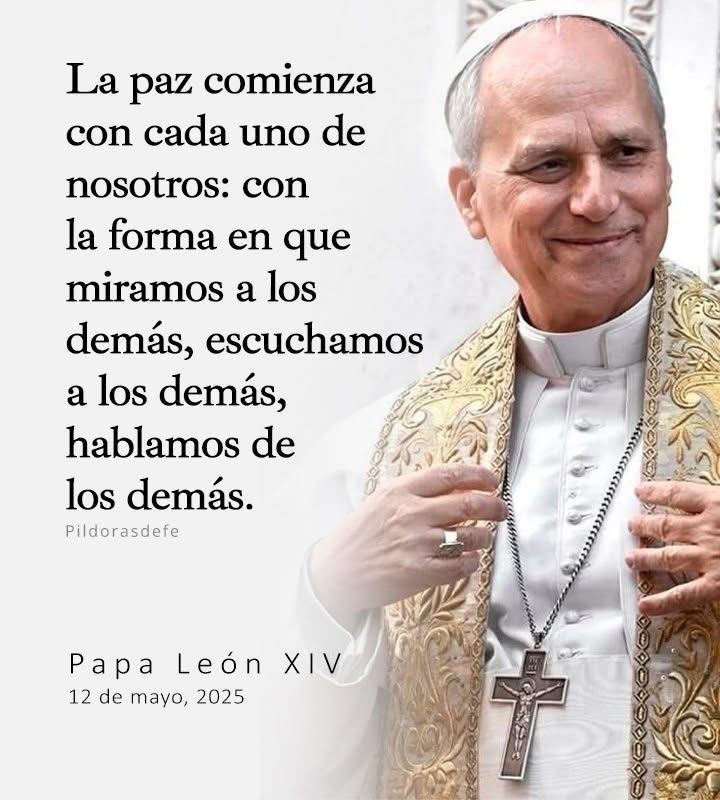 La paz comienza
con cada uno de
nosotros: con
la forma en que
miramos a los
demás, escuchamos
a los demás,
hablamos de
los demás.
Pildorasdefe
Papa León XIV
12 de mayo, 2025